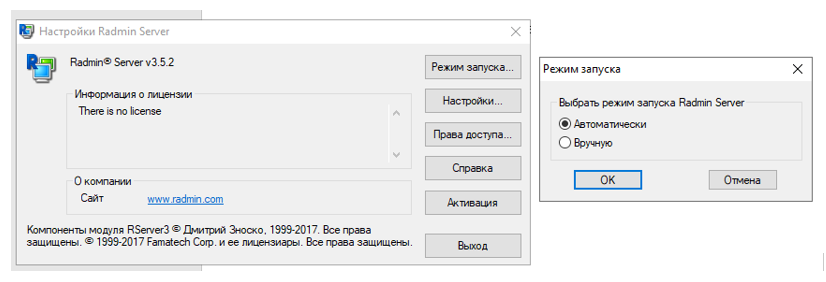 Настройки Radmin Server
Radmin® Server v3.5.2
Режим запуска...
Информация о лицензии
There is no license
Настройки...
Права доступа...
Справка
О компании
Сайт www.radmin.com
Активация
Компоненты модуля RServer3 © Дмитрий Зноско, 1999-2017. Все права
защищены. © 1999-2017 Famatech Corp. и ее лицензиары. Все права защищены.
Выход
Режим запуска
Выбрать режим запуска Radmin Server
Автоматически
Вручную
OK Отмена